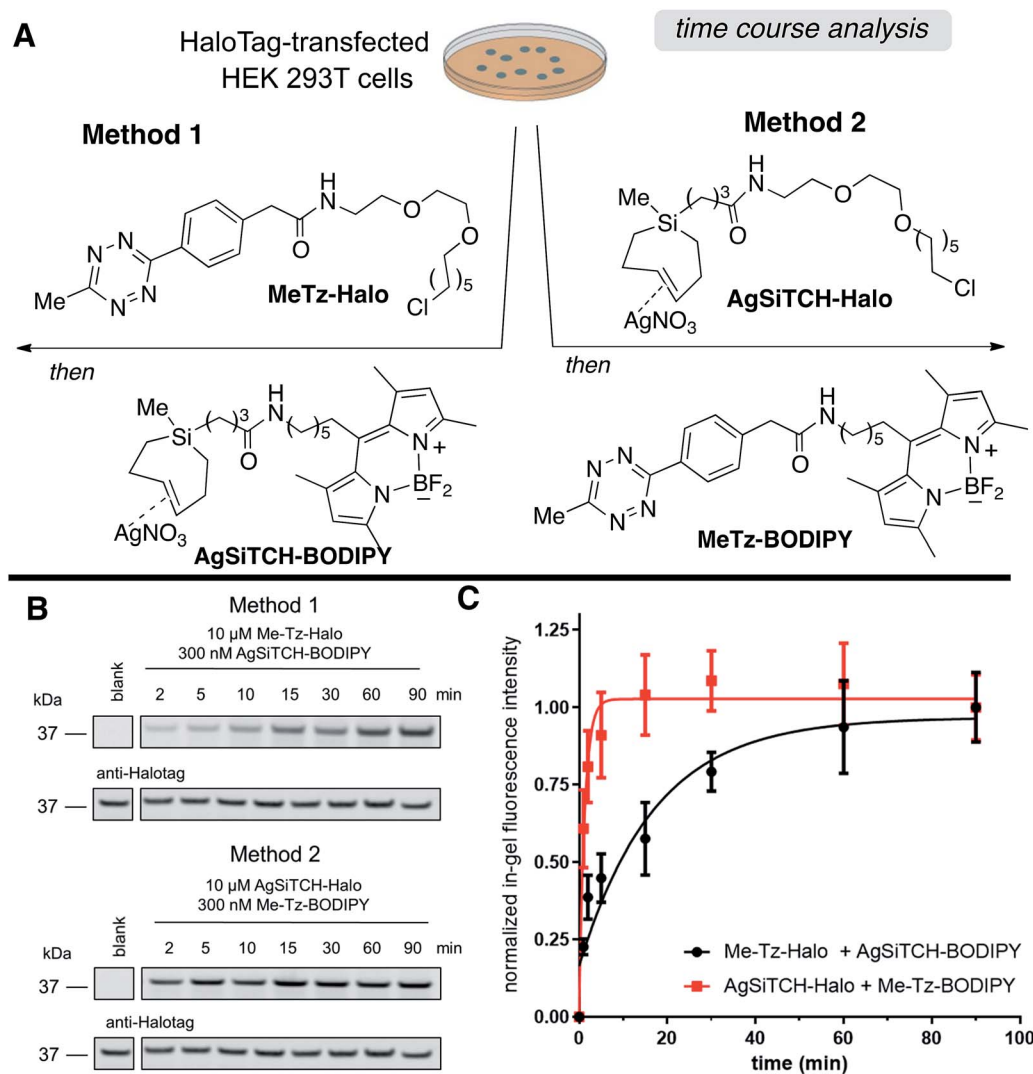 A
HaloTag-transfected
HEK 293T cells
time course analysis
Method 1
Method 2
H
N
O
O
O
N
N
N
N
Me
( )5
Cl
MeTz-Halo
Me
Si
( )3
H
N
O
O
O
( )5
Cl
AgNO3
AgSiTCH-Halo
then
then
Me
Si
( )3
H
N
( )5
O
N
+
BF2
−
N
AgNO3
AgSiTCH-BODIPY
H
N
( )5
O
N
+
BF2
−
N
N
N
N
N
Me
MeTz-BODIPY
B
Method 1
10 µM Me-Tz-Halo
300 nM AgSiTCH-BODIPY
blank
kDa
2 5 10 15 30 60 90 min
37
anti-Halotag
37
Method 2
10 µM AgSiTCH-Halo
300 nM Me-Tz-BODIPY
blank
kDa
2 5 10 15 30 60 90 min
37
anti-Halotag
37
C
normalized in-gel fluorescence intensity
1.25
1.00
0.75
0.50
0.25
0.00
Me-Tz-Halo + AgSiTCH-BODIPY
AgSiTCH-Halo + Me-Tz-BODIPY
0 20 40 60 80 100
time (min)